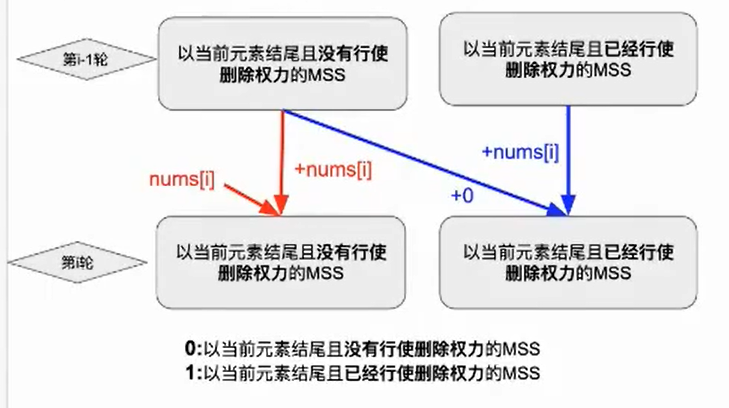 第i-1轮
以当前元素结尾且没有行使
删除权力的MSS
以当前元素结尾且已经行使
删除权力的MSS
nums[i]
+nums[i]
+nums[i]
+0
第i轮
以当前元素结尾且没有行使
删除权力的MSS
以当前元素结尾且已经行使
删除权力的MSS
0:以当前元素结尾且没有行使删除权力的MSS
1:以当前元素结尾且已经行使删除权力的MSS